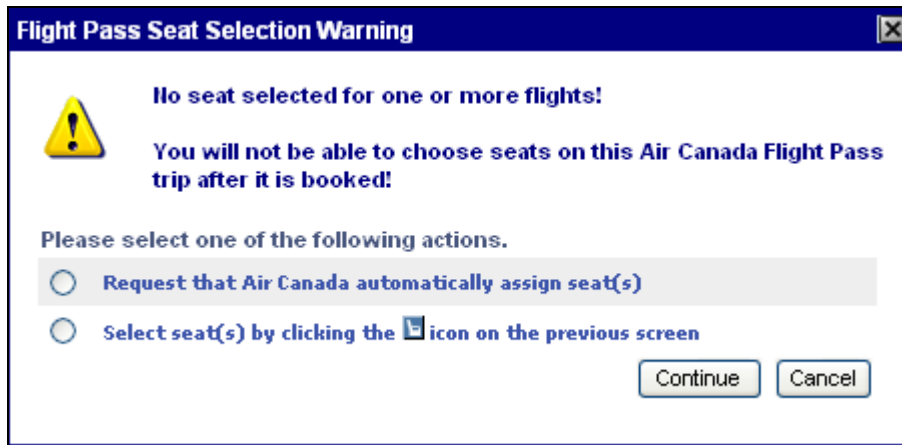 Flight Pass Seat Selection Warning
No seat selected for one or more flights!
You will not be able to choose seats on this Air Canada Flight Pass
trip after it is booked!
Please select one of the following actions.
Request that Air Canada automatically assign seat(s)
Select seat(s) by clicking the icon on the previous screen
Continue Cancel